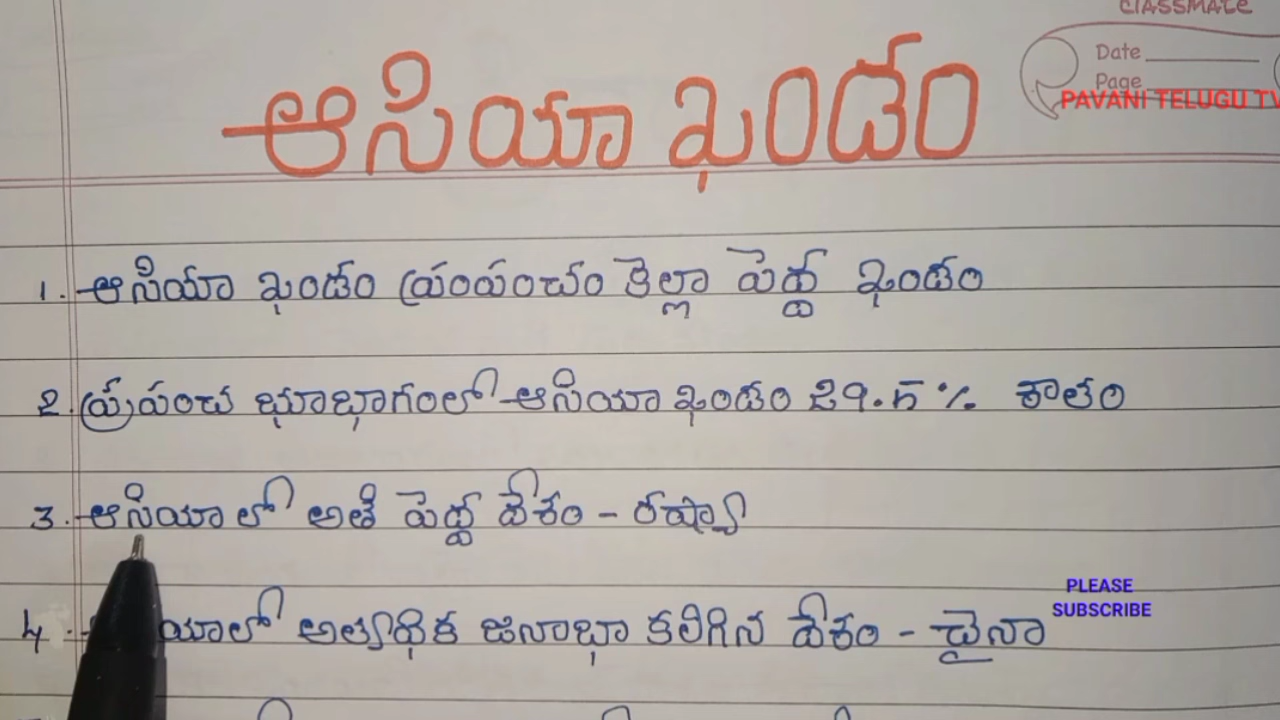 classmate
Date
Page
PAVANI TELUGU TV
ఆసియా ఖండం
1. ఆసియా ఖండం ప్రపంచం కెల్లా పెద్ద ఖండం
2. ప్రపంచ భూభాగంలో ఆసియా ఖండం 29.5% శాతం
3. ఆసియా లో అతి పెద్ద దేశం - రష్యా
PLEASE
SUBSCRIBE
4. యాలో అత్యధిక జనాభా కలిగిన దేశం - చైనా